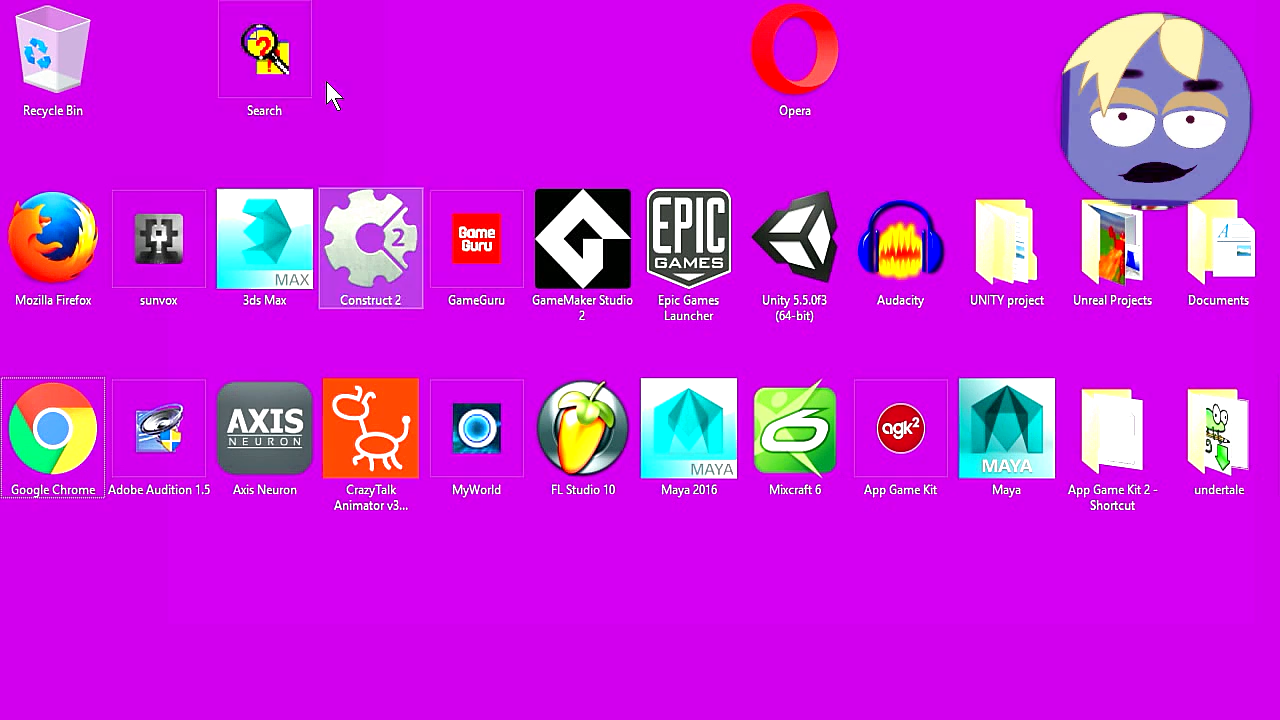 Recycle Bin
Search
Opera
2
MAX
Game
Guru
EPIC
GAMES
A
Mozilla Firefox
sunvox
3ds Max
Construct 2
GameGuru
GameMaker Studio
2
Epic Games
Launcher
Unity 5.5.0f3
(64-bit)
Audacity
UNITY project
Unreal Projects
Documents
AXIS
NEURON
MAYA
6
agk2
MAYA
Google Chrome
Adobe Audition 1.5
Axis Neuron
CrazyTalk
Animator v3...
MyWorld
FL Studio 10
Maya 2016
Mixcraft 6
App Game Kit
Maya
App Game Kit 2 -
Shortcut
undertale